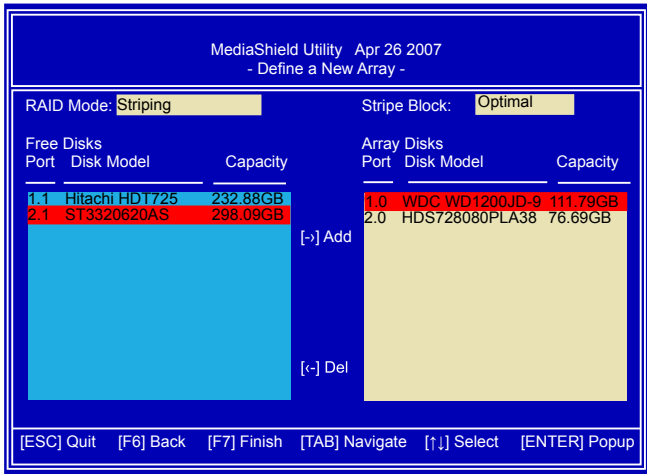 MediaShield Utility Apr 26 2007
- Define a New Array -
RAID Mode: Striping Stripe Block: Optimal
Free Disks Array Disks
Port Disk Model Capacity Port Disk Model Capacity
1.1 Hitachi HDT725 232.88GB 1.0 WDC WD1200JD-9 111.79GB
2.1 ST3320620AS 298.09GB 2.0 HDS728080PLA38 76.69GB
[→] Add
[←] Del
[ESC] Quit [F6] Back [F7] Finish [TAB] Navigate [↑↓] Select [ENTER] Popup